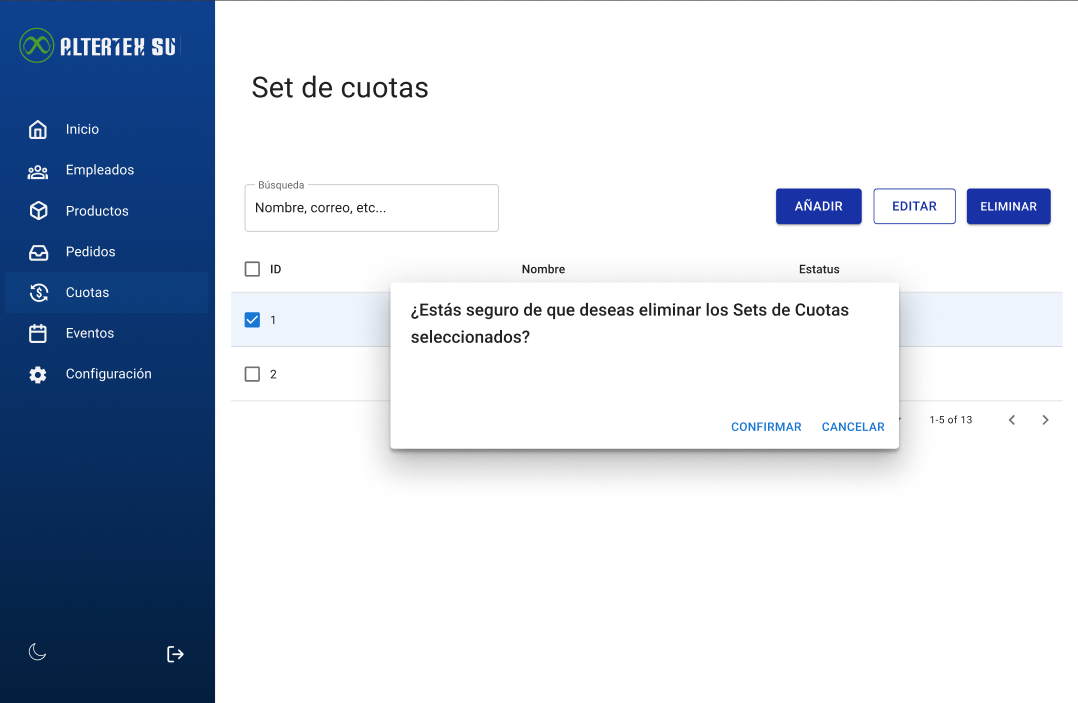 ALTERTEX SU
Set de cuotas
Inicio
Empleados
Productos
Pedidos
Cuotas
Eventos
Configuración
Búsqueda
Nombre, correo, etc...
AÑADIR
EDITAR
ELIMINAR
ID
Nombre
Estatus
1
2
¿Estás seguro de que deseas eliminar los Sets de Cuotas
seleccionados?
CONFIRMAR
CANCELAR
1-5 of 13